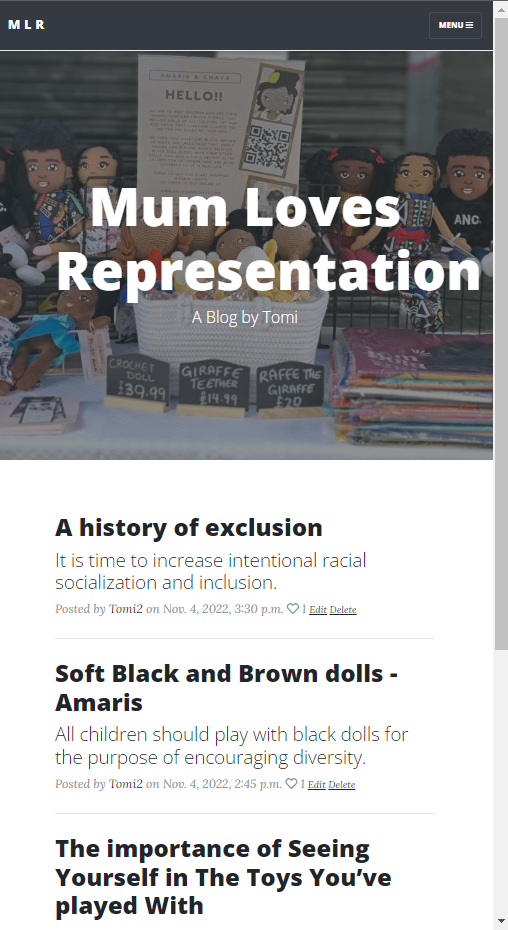 MLR
MENU
AMARIS & CHAYO
HELLO!!
ANC.
Mum Loves
Representation
A Blog by Tomi
CROCHET
DOLL
£39.99
GIRAFFE
TEETHER
£14.99
RAFFE THE
GIRAFFE
£20
A history of exclusion
It is time to increase intentional racial
socialization and inclusion.
Posted by Tomi2 on Nov. 4, 2022, 3:30 p.m. 1 Edit Delete
Soft Black and Brown dolls -
Amaris
All children should play with black dolls for
the purpose of encouraging diversity.
Posted by Tomi2 on Nov. 4, 2022, 2:45 p.m. 1 Edit Delete
The importance of Seeing
Yourself in The Toys You’ve
played With